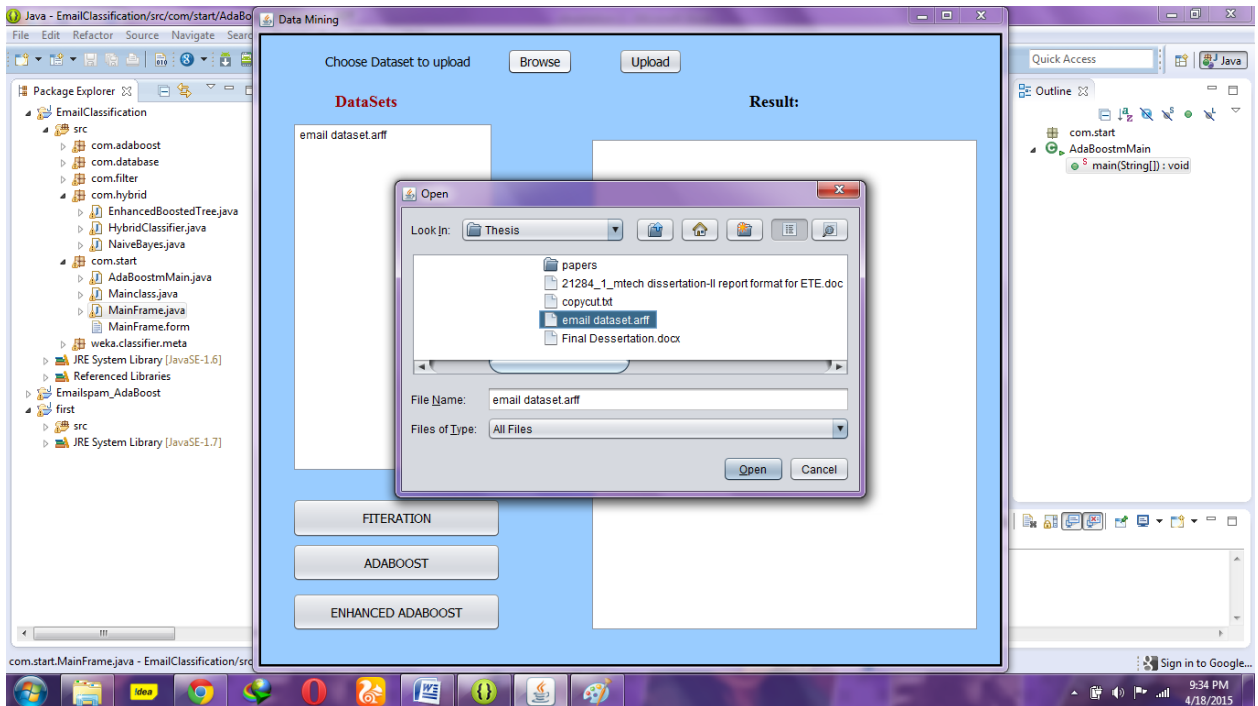 Java - EmailClassification/src/com/start/AdaBo
File Edit Refactor Source Navigate Searc
Quick Access
Java
Package Explorer
EmailClassification
src
com.adaboost
com.database
com.filter
com.hybrid
EnhancedBoostedTree.java
HybridClassifier.java
NaiveBayes.java
com.start
AdaBoostmMain.java
Mainclass.java
MainFrame.java
MainFrame.form
weka.classifier.meta
JRE System Library [JavaSE-1.6]
Referenced Libraries
Emailspam_AdaBoost
first
src
JRE System Library [JavaSE-1.7]
com.start.MainFrame.java - EmailClassification/src
Data Mining
Choose Dataset to upload Browse Upload
DataSets Result:
email dataset.arff
Open
Look In: Thesis
papers
21284_1_mtech dissertation-II report format for ETE.doc
copycut.txt
email dataset.arff
Final Dessertation.docx
File Name: email dataset.arff
Files of Type: All Files
Open Cancel
FITERATION
ADABOOST
ENHANCED ADABOOST
Outline
com.start
AdaBoostmMain
main(String[]) : void
Sign in to Google...
!dea
9:34 PM
4/18/2015